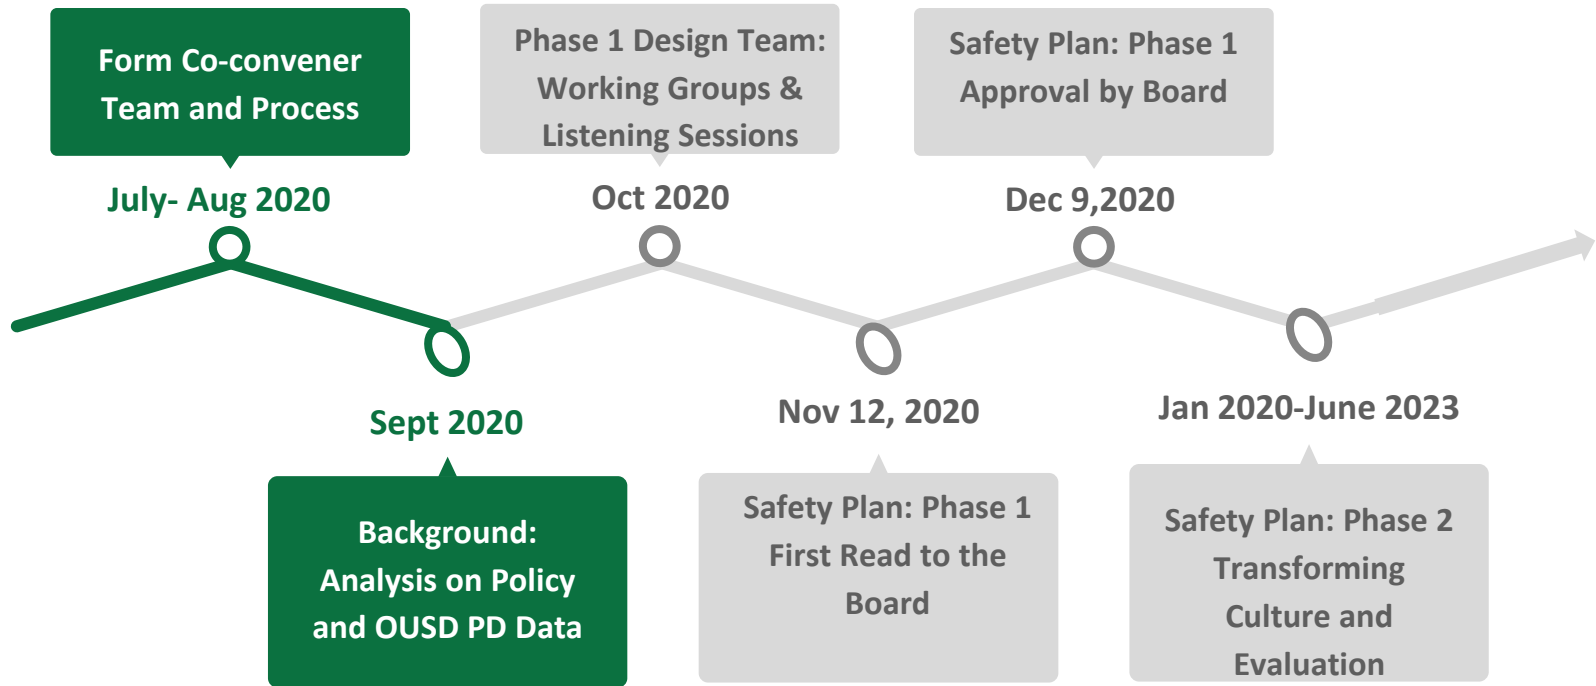 Form Co-convener
Team and Process
July- Aug 2020
Sept 2020
Background:
Analysis on Policy
and OUSD PD Data
Phase 1 Design Team:
Working Groups &
Listening Sessions
Oct 2020
Nov 12, 2020
Safety Plan: Phase 1
First Read to the
Board
Safety Plan: Phase 1
Approval by Board
Dec 9,2020
Jan 2020-June 2023
Safety Plan: Phase 2
Transforming
Culture and
Evaluation